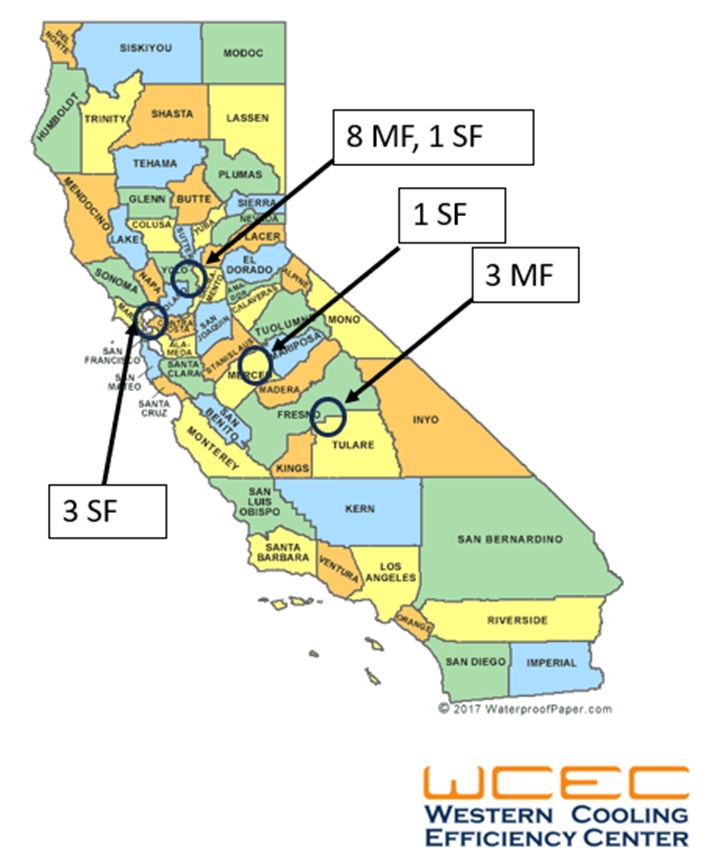 DEL
NORTE
SISKIYOU
MODOC
HUMBOLDT
TRINITY
SHASTA
LASSEN
8 MF, 1 SF
TEHAMA
PLUMAS
MENDOCINO
GLENN
BUTTE
SIERRA
1 SF
COLUSA
YUBA
NEVADA
LAKE
SUTTER
PLACER
3 MF
SONOMA
NAPA
YOLO
EL
DORADO
ALPINE
CALAVERAS
SAN
JOAQUIN
TUOLUMNE
MONO
SAN
FRANCISCO
ALA-
MEDA
STANISLAUS
MARIPOSA
SAN
MATEO
SANTA
CLARA
MERCED
MADERA
SANTA
CRUZ
SAN
BENITO
FRESNO
INYO
MONTEREY
TULARE
KINGS
3 SF
SAN
LUIS
OBISPO
KERN
SAN BERNARDINO
SANTA
BARBARA
VENTURA
LOS
ANGELES
ORANGE
RIVERSIDE
SAN DIEGO
IMPERIAL
© 2017 WaterproofPaper.com
WCEC
WESTERN COOLING
EFFICIENCY CENTER